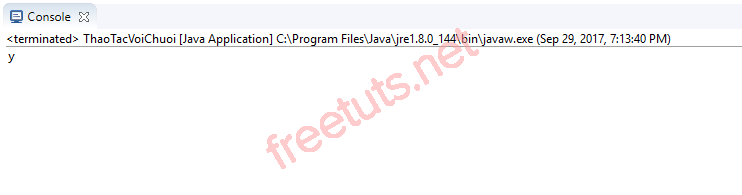 Console
<terminated> ThaoTacVoiChuoi [Java Application] C:\Program Files\Java\jre1.8.0_144\bin\javaw.exe (Sep 29, 2017, 7:13:40 PM)
y
freetuts.net